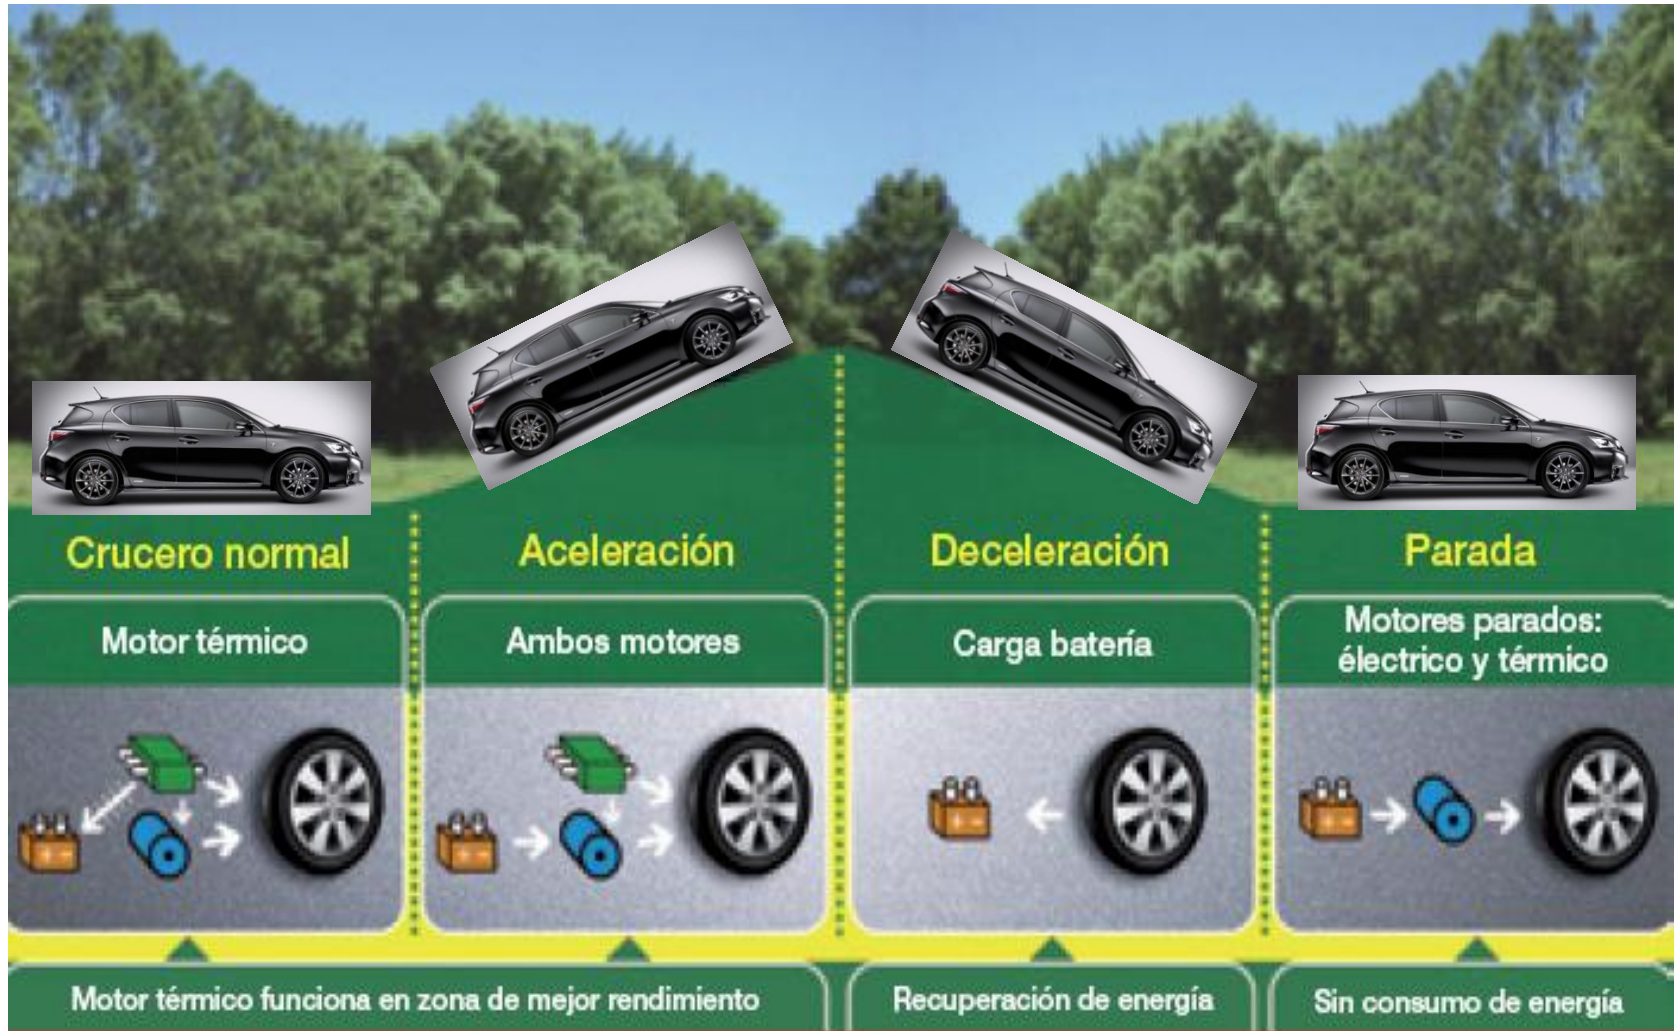 Crucero normal
Aceleración
Deceleración
Parada
Motor térmico
Ambos motores
Carga batería
Motores parados:
électrico y térmico
Motor térmico funciona en zona de mejor rendimiento
Recuperación de energía
Sin consumo de energía